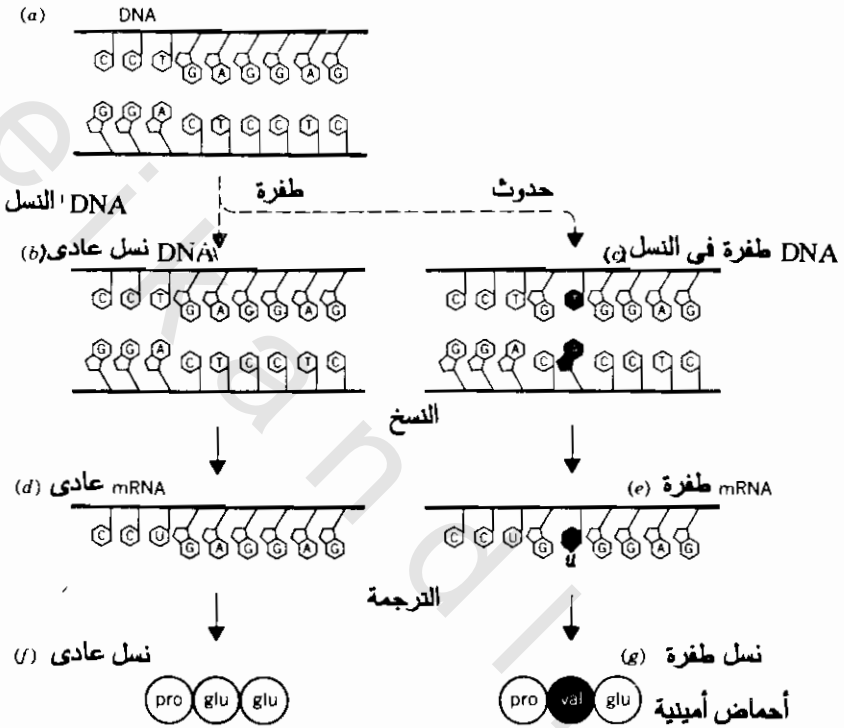 (a) DNA
C C T G A G G A G
G G A C T C C T C
حدوث طفرة
DNA النسل
(b) DNA نسل عادى
(c) DNA طفرة فى النسل
C C T G A G G A G
C C T G T G G A G
G G A C T C C T C
G G A C A C C T C
النسخ
(d) mRNA عادى
(e) mRNA طفرة
C C U G A G G A G
C C U G G G A G
u
الترجمة
(f) نسل عادى
(g) نسل طفرة
pro glu glu
pro val glu
أحماض أمينية